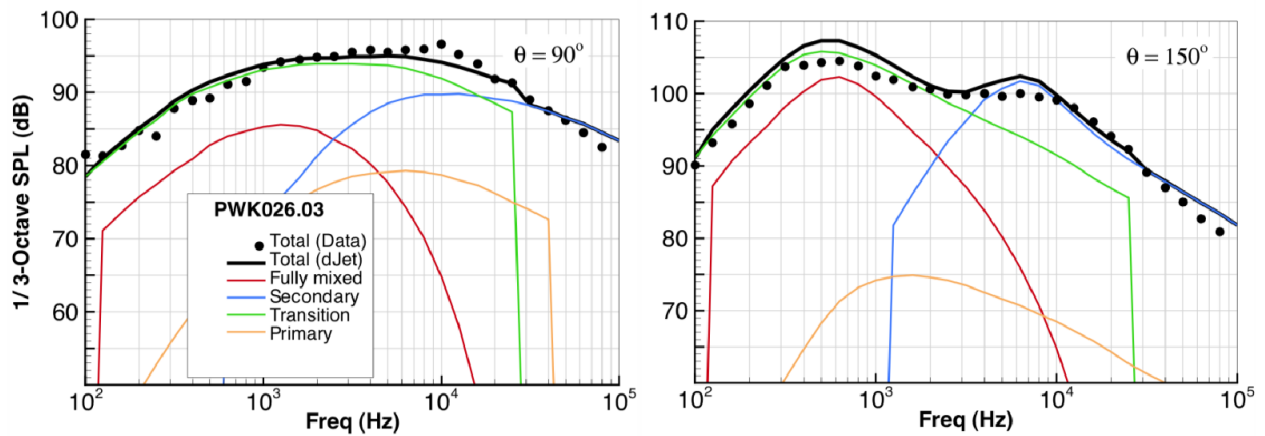 100
90
80
70
60
1/ 3-Octave SPL (dB)
θ = 90°
PWK026.03
Total (Data)
Total (dJet)
Fully mixed
Secondary
Transition
Primary
10² 10³ 10⁴ 10⁵
Freq (Hz)
110
100
90
80
70
θ = 150°
10² 10³ 10⁴ 10⁵
Freq (Hz)